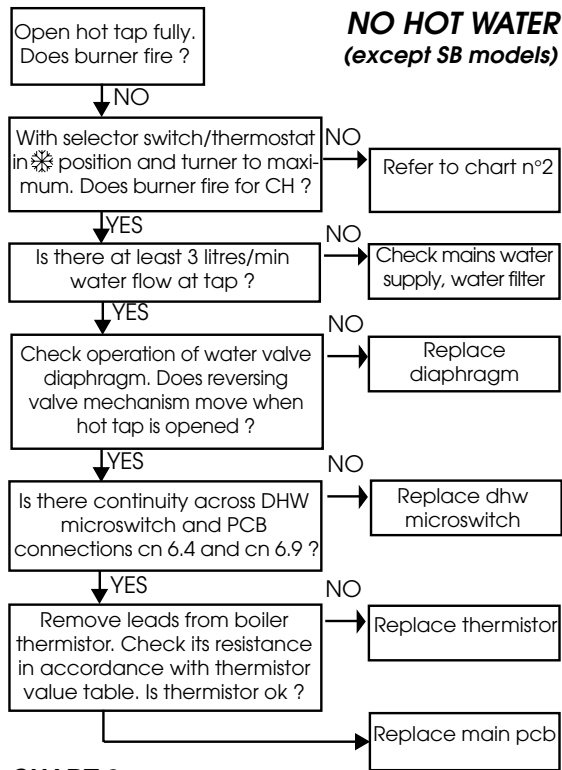 NO HOT WATER
(except SB models)
Open hot tap fully.
Does burner fire ?
NO
With selector switch/thermostat
in ❄ position and turner to maxi-
mum. Does burner fire for CH ?
NO
Refer to chart n°2
YES
Is there at least 3 litres/min
water flow at tap ?
NO
Check mains water
supply, water filter
YES
Check operation of water valve
diaphragm. Does reversing
valve mechanism move when
hot tap is opened ?
NO
Replace
diaphragm
YES
Is there continuity across DHW
microswitch and PCB
connections cn 6.4 and cn 6.9 ?
NO
Replace dhw
microswitch
YES
Remove leads from boiler
thermistor. Check its resistance
in accordance with thermistor
value table. Is thermistor ok ?
NO
Replace thermistor
Replace main pcb